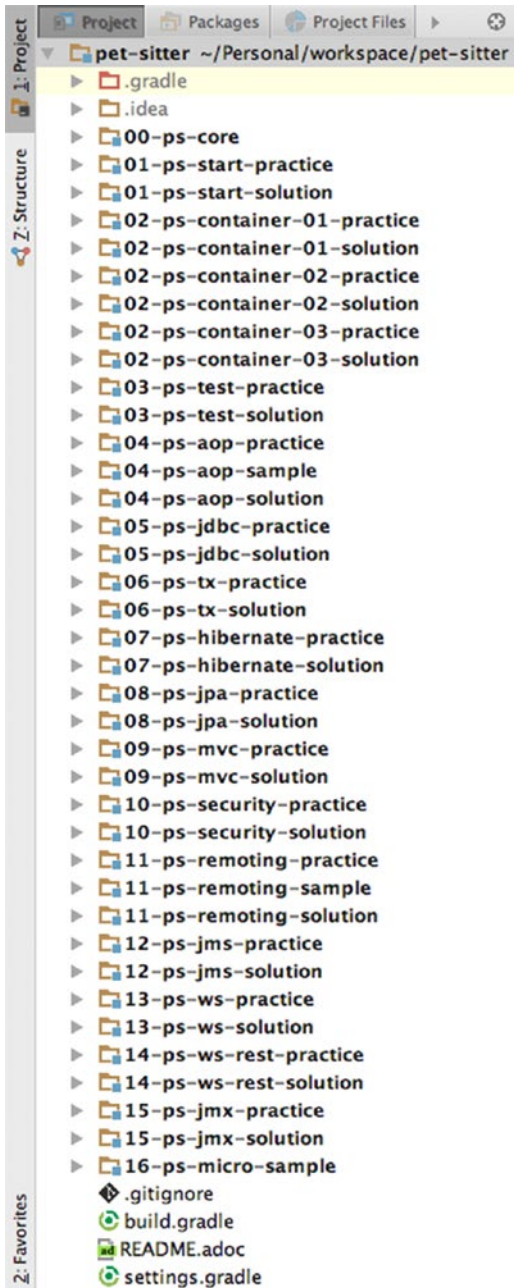 Project Packages Project Files
pet-sitter ~/Personal/workspace/pet-sitter
.gradle
.idea
00-ps-core
01-ps-start-practice
01-ps-start-solution
02-ps-container-01-practice
02-ps-container-01-solution
02-ps-container-02-practice
02-ps-container-02-solution
02-ps-container-03-practice
02-ps-container-03-solution
03-ps-test-practice
03-ps-test-solution
04-ps-aop-practice
04-ps-aop-sample
04-ps-aop-solution
05-ps-jdbc-practice
05-ps-jdbc-solution
06-ps-tx-practice
06-ps-tx-solution
07-ps-hibernate-practice
07-ps-hibernate-solution
08-ps-jpa-practice
08-ps-jpa-solution
09-ps-mvc-practice
09-ps-mvc-solution
10-ps-security-practice
10-ps-security-solution
11-ps-remoting-practice
11-ps-remoting-sample
11-ps-remoting-solution
12-ps-jms-practice
12-ps-jms-solution
13-ps-ws-practice
13-ps-ws-solution
14-ps-ws-rest-practice
14-ps-ws-rest-solution
15-ps-jmx-practice
15-ps-jmx-solution
16-ps-micro-sample
.gitignore
build.gradle
ad README.adoc
settings.gradle
1: Project
7: Structure
2: Favorites